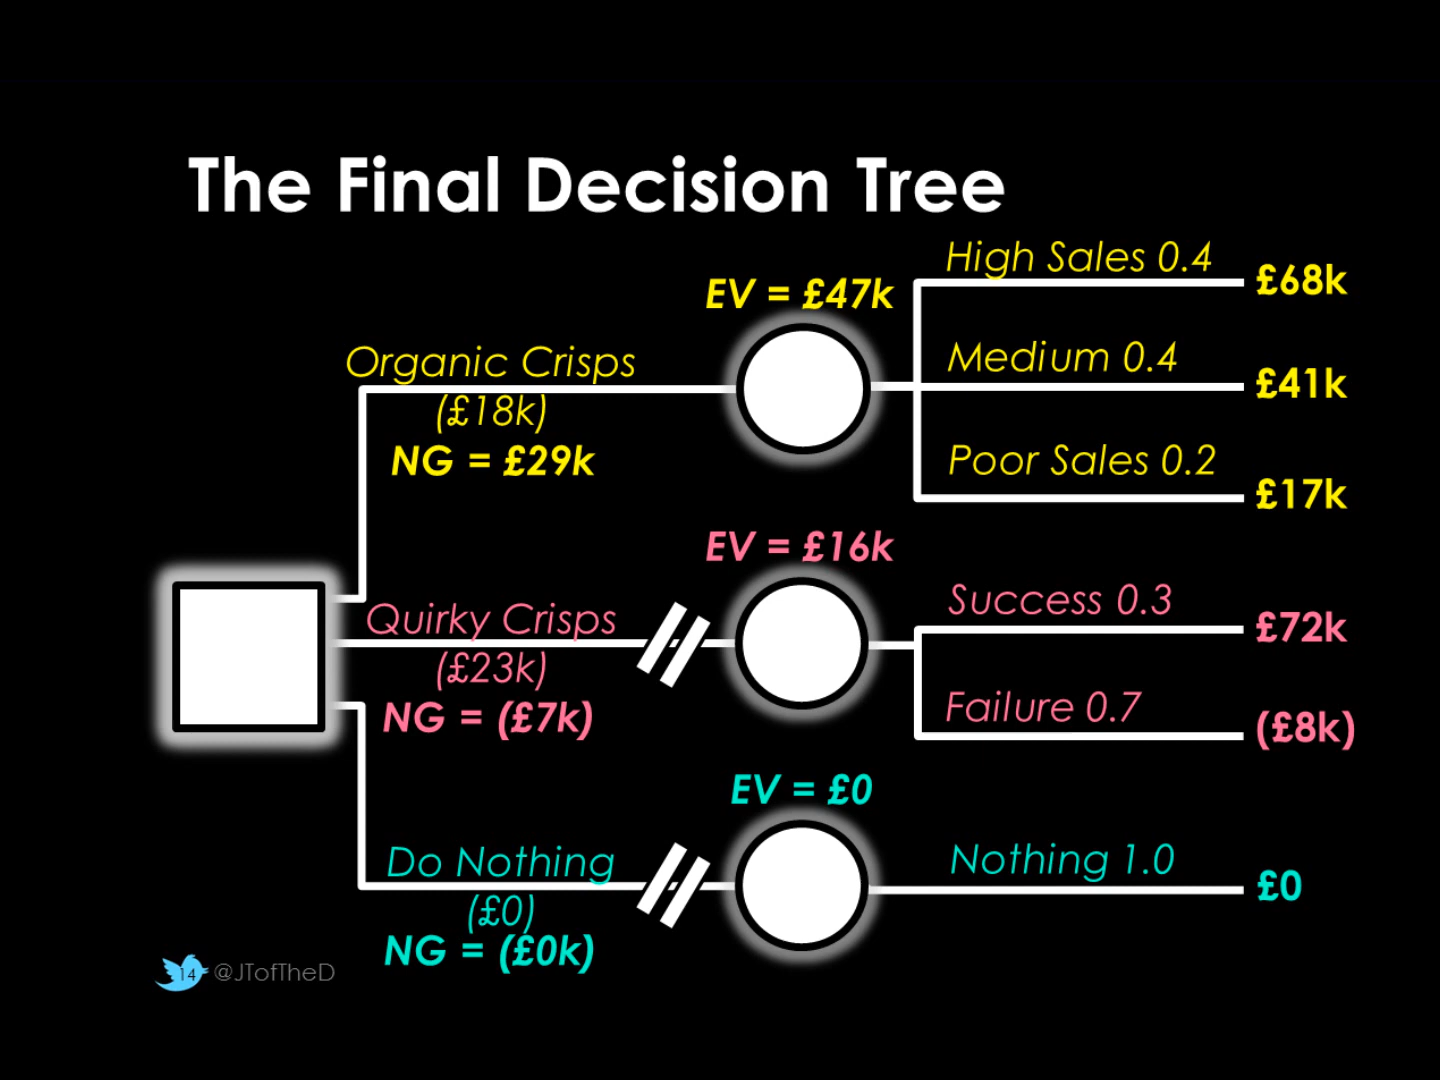 The Final Decision Tree
High Sales 0.4
£68k
EV = £47k
Medium 0.4
£41k
Organic Crisps
(£18k)
NG = £29k
Poor Sales 0.2
£17k
EV = £16k
Success 0.3
£72k
Quirky Crisps
(£23k)
NG = (£7k)
Failure 0.7
(£8k)
EV = £0
Do Nothing
(£0)
NG = (£0k)
Nothing 1.0
£0
14
@JTofTheD